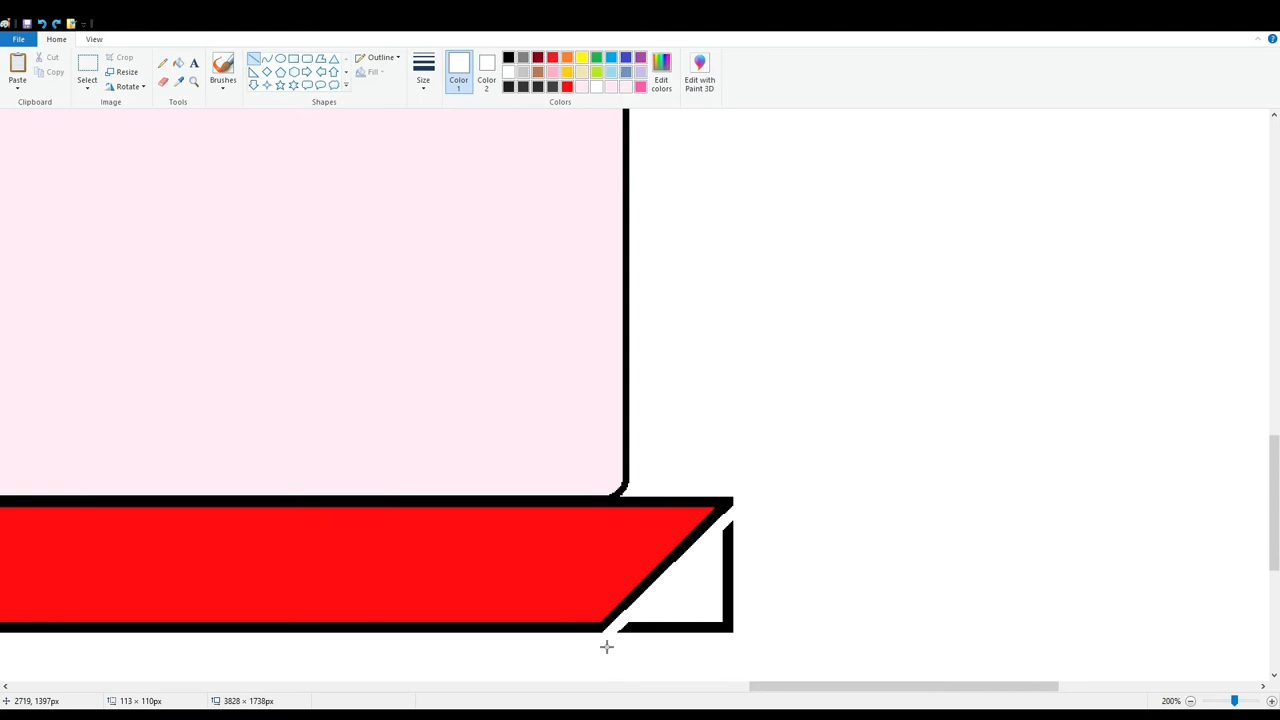 File Home View
Paste
Cut
Copy
Clipboard
Select
Crop
Resize
Rotate
Image
Tools
Brushes
Outline
Fill
Shapes
Size
Color 1
Color 2
Edit colors
Colors
Edit with Paint 3D
2719, 1397px 113 × 110px 3828 × 1738px 200%